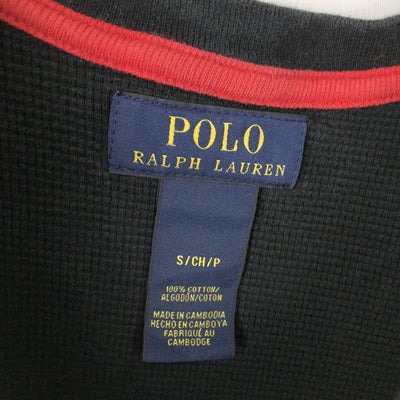 POLO
RALPH LAUREN
S/CH/P
100% COTTON/
ALGODÓN/COTON
MADE IN CAMBODIA
HECHO EN CAMBOYA
FABRIQUÉ AU
CAMBODGE